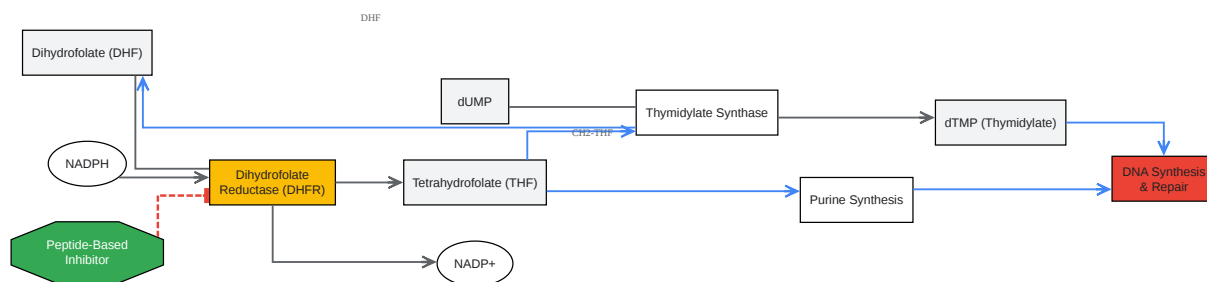 DHF
Dihydrofolate (DHF)
dUMP
Thymidylate Synthase
dTMP (Thymidylate)
CH2-THF
NADPH
Dihydrofolate
Reductase (DHFR)
Tetrahydrofolate (THF)
Purine Synthesis
DNA Synthesis
& Repair
Peptide-Based
Inhibitor
NADP+